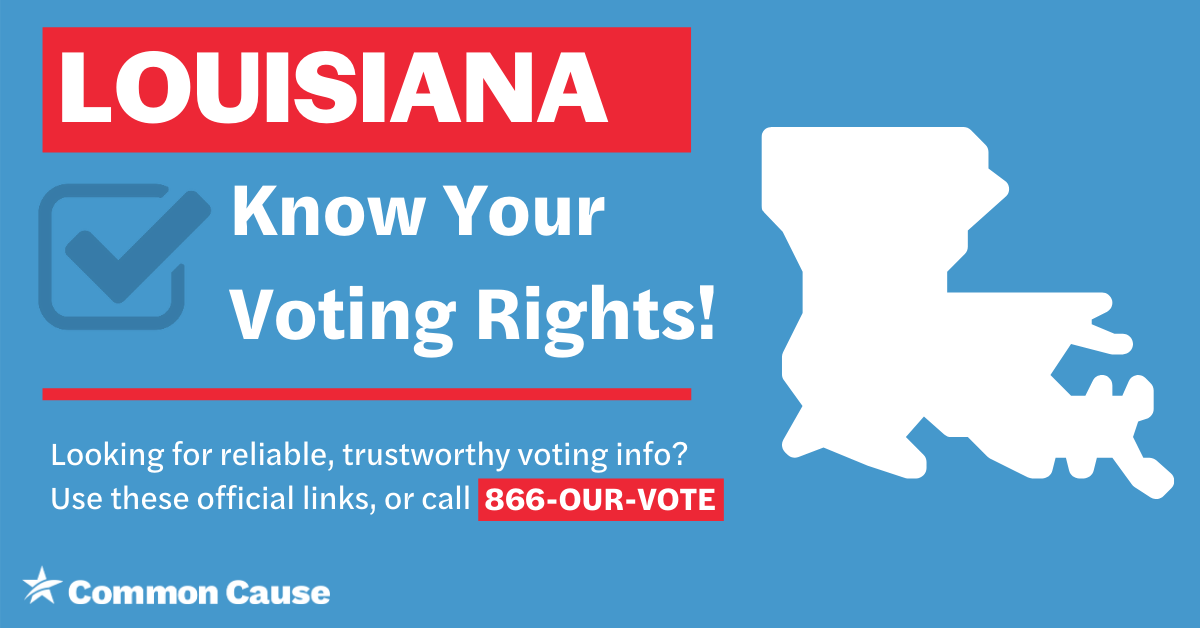 LOUISIANA
Know Your
Voting Rights!
Looking for reliable, trustworthy voting info?
Use these official links, or call 866-OUR-VOTE
Common Cause